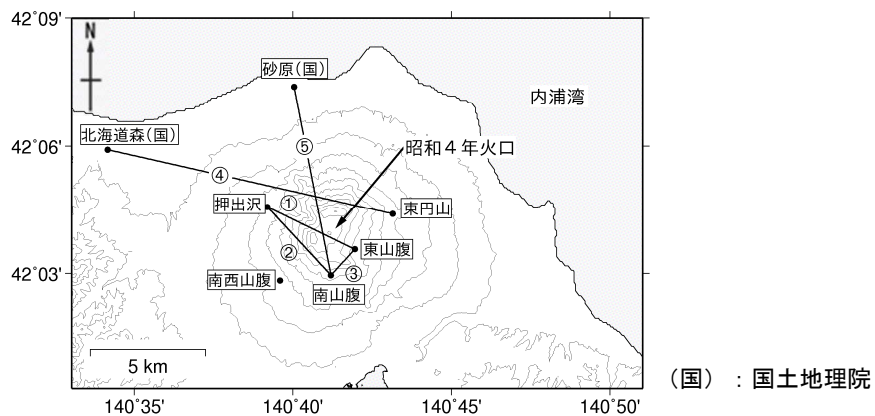 42°09'
N
砂原(国)
内浦湾
42°06'
北海道森(国)
⑤
昭和４年火口
④
押出沢
①
東円山
②
東山腹
42°03'
南西山腹
③
南山腹
5 km
(国)：国土地理院
140°35'
140°40'
140°45'
140°50'